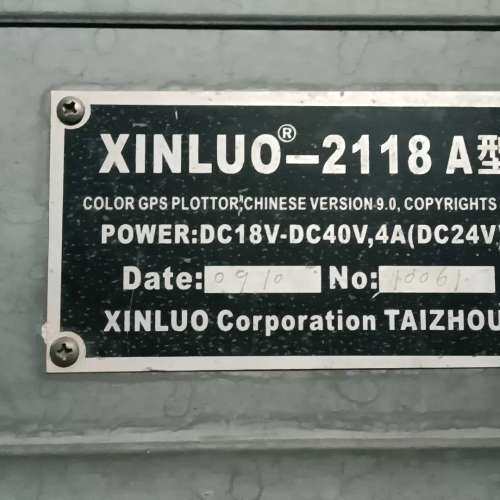 XINLUO®-2118 A型
COLOR GPS PLOTTOR,CHINESE VERSION 9.0, COPYRIGHTS
POWER:DC18V-DC40V,4A(DC24V)
Date: 0910 No: 10061
XINLUO Corporation TAIZHOU